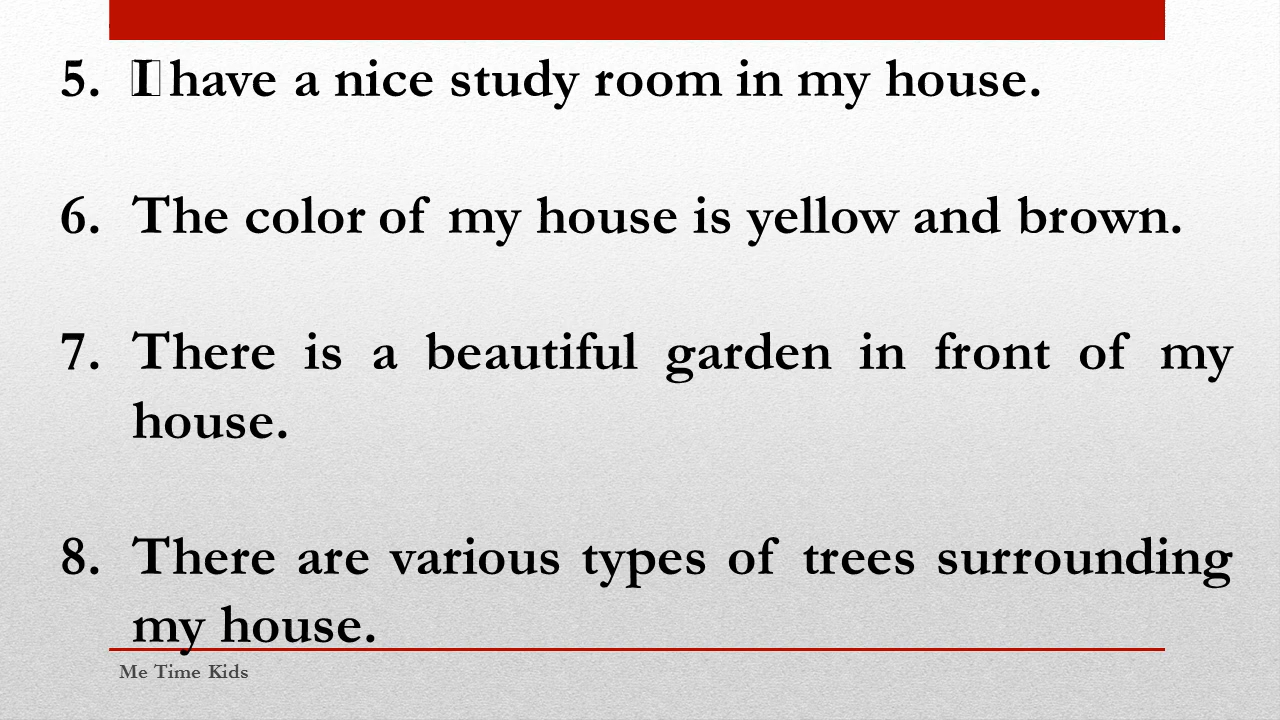 5. I have a nice study room in my house.
6. The color of my house is yellow and brown.
7. There is a beautiful garden in front of my
house.
8. There are various types of trees surrounding
my house.
Me Time Kids